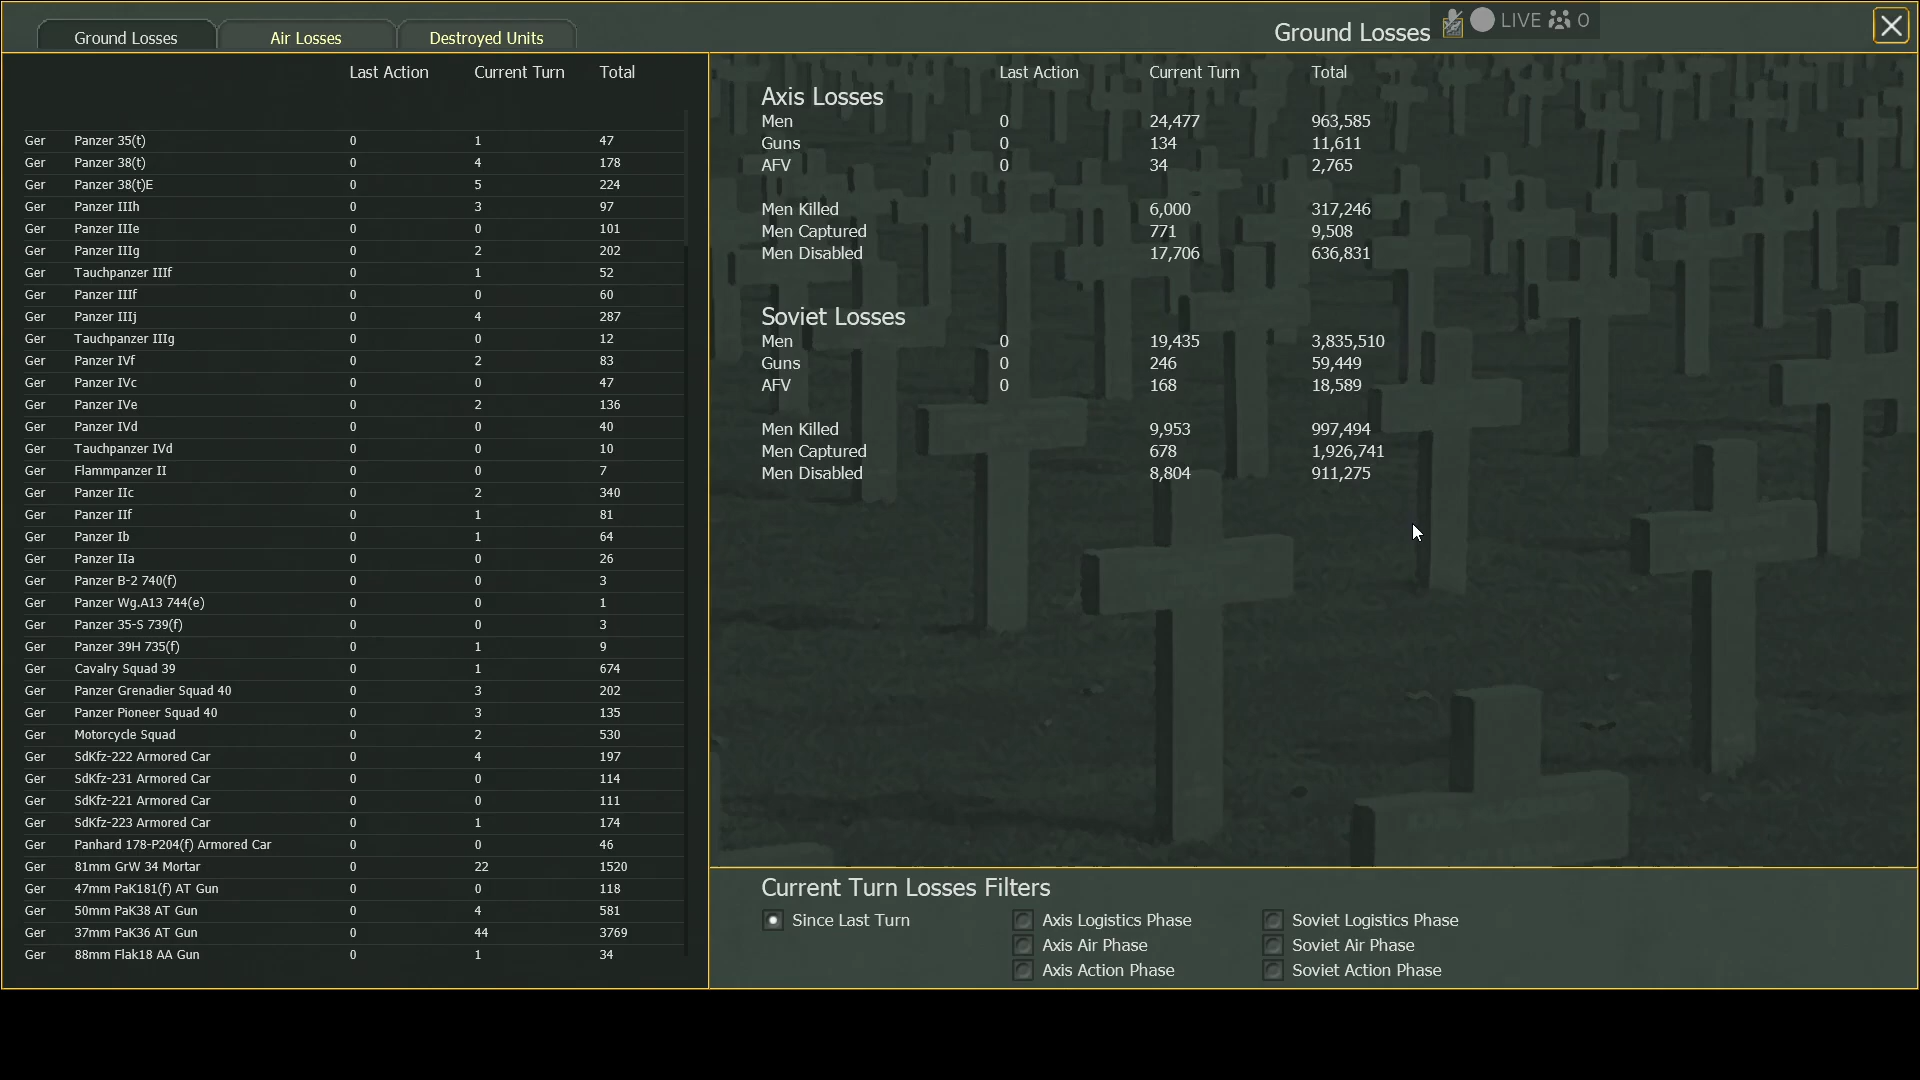 Ground Losses Air Losses Destroyed Units
Ground Losses LIVE 0
Last Action Current Turn Total
Ger Panzer 35(t) 0 1 47
Ger Panzer 38(t) 0 4 178
Ger Panzer 38(t)E 0 5 224
Ger Panzer IIIh 0 3 97
Ger Panzer IIIe 0 0 101
Ger Panzer IIIg 0 2 202
Ger Tauchpanzer IIIf 0 1 52
Ger Panzer IIIf 0 0 60
Ger Panzer IIIj 0 4 287
Ger Tauchpanzer IIIg 0 0 12
Ger Panzer IVf 0 2 83
Ger Panzer IVc 0 0 47
Ger Panzer IVe 0 2 136
Ger Panzer IVd 0 0 40
Ger Tauchpanzer IVd 0 0 10
Ger Flammpanzer II 0 0 7
Ger Panzer IIc 0 2 340
Ger Panzer IIf 0 1 81
Ger Panzer Ib 0 1 64
Ger Panzer IIa 0 0 26
Ger Panzer B-2 740(f) 0 0 3
Ger Panzer Wg.A13 744(e) 0 0 1
Ger Panzer 35-S 739(f) 0 0 3
Ger Panzer 39H 735(f) 0 1 9
Ger Cavalry Squad 39 0 1 674
Ger Panzer Grenadier Squad 40 0 3 202
Ger Panzer Pioneer Squad 40 0 3 135
Ger Motorcycle Squad 0 2 530
Ger SdKfz-222 Armored Car 0 4 197
Ger SdKfz-231 Armored Car 0 0 114
Ger SdKfz-221 Armored Car 0 0 111
Ger SdKfz-223 Armored Car 0 1 174
Ger Panhard 178-P204(f) Armored Car 0 0 46
Ger 81mm GrW 34 Mortar 0 22 1520
Ger 47mm PaK181(f) AT Gun 0 0 118
Ger 50mm PaK38 AT Gun 0 4 581
Ger 37mm PaK36 AT Gun 0 44 3769
Ger 88mm Flak18 AA Gun 0 1 34
Last Action Current Turn Total
Axis Losses
Men 0 24,477 963,585
Guns 0 134 11,611
AFV 0 34 2,765
Men Killed 6,000 317,246
Men Captured 771 9,508
Men Disabled 17,706 636,831
Soviet Losses
Men 0 19,435 3,835,510
Guns 0 246 59,449
AFV 0 168 18,589
Men Killed 9,953 997,494
Men Captured 678 1,926,741
Men Disabled 8,804 911,275
Current Turn Losses Filters
Since Last Turn Axis Logistics Phase Soviet Logistics Phase
Axis Air Phase Soviet Air Phase
Axis Action Phase Soviet Action Phase